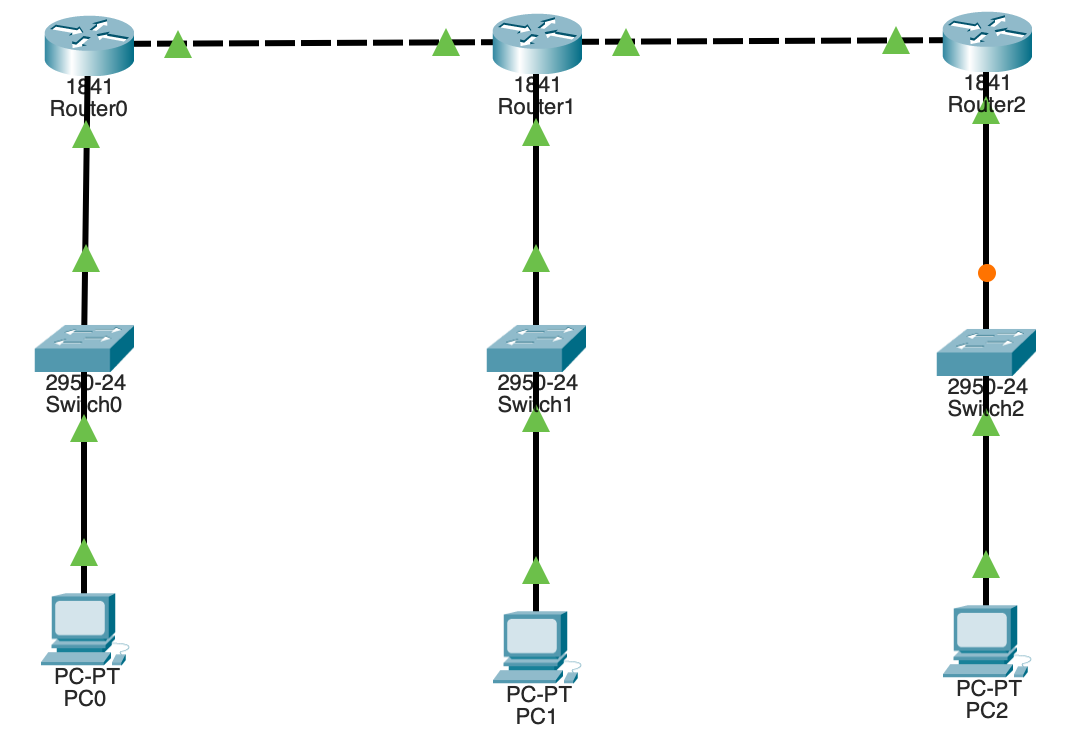 1841
Router0
1841
Router1
1841
Router2
2950-24
Switch0
2950-24
Switch1
2950-24
Switch2
PC-PT
PC0
PC-PT
PC1
PC-PT
PC2